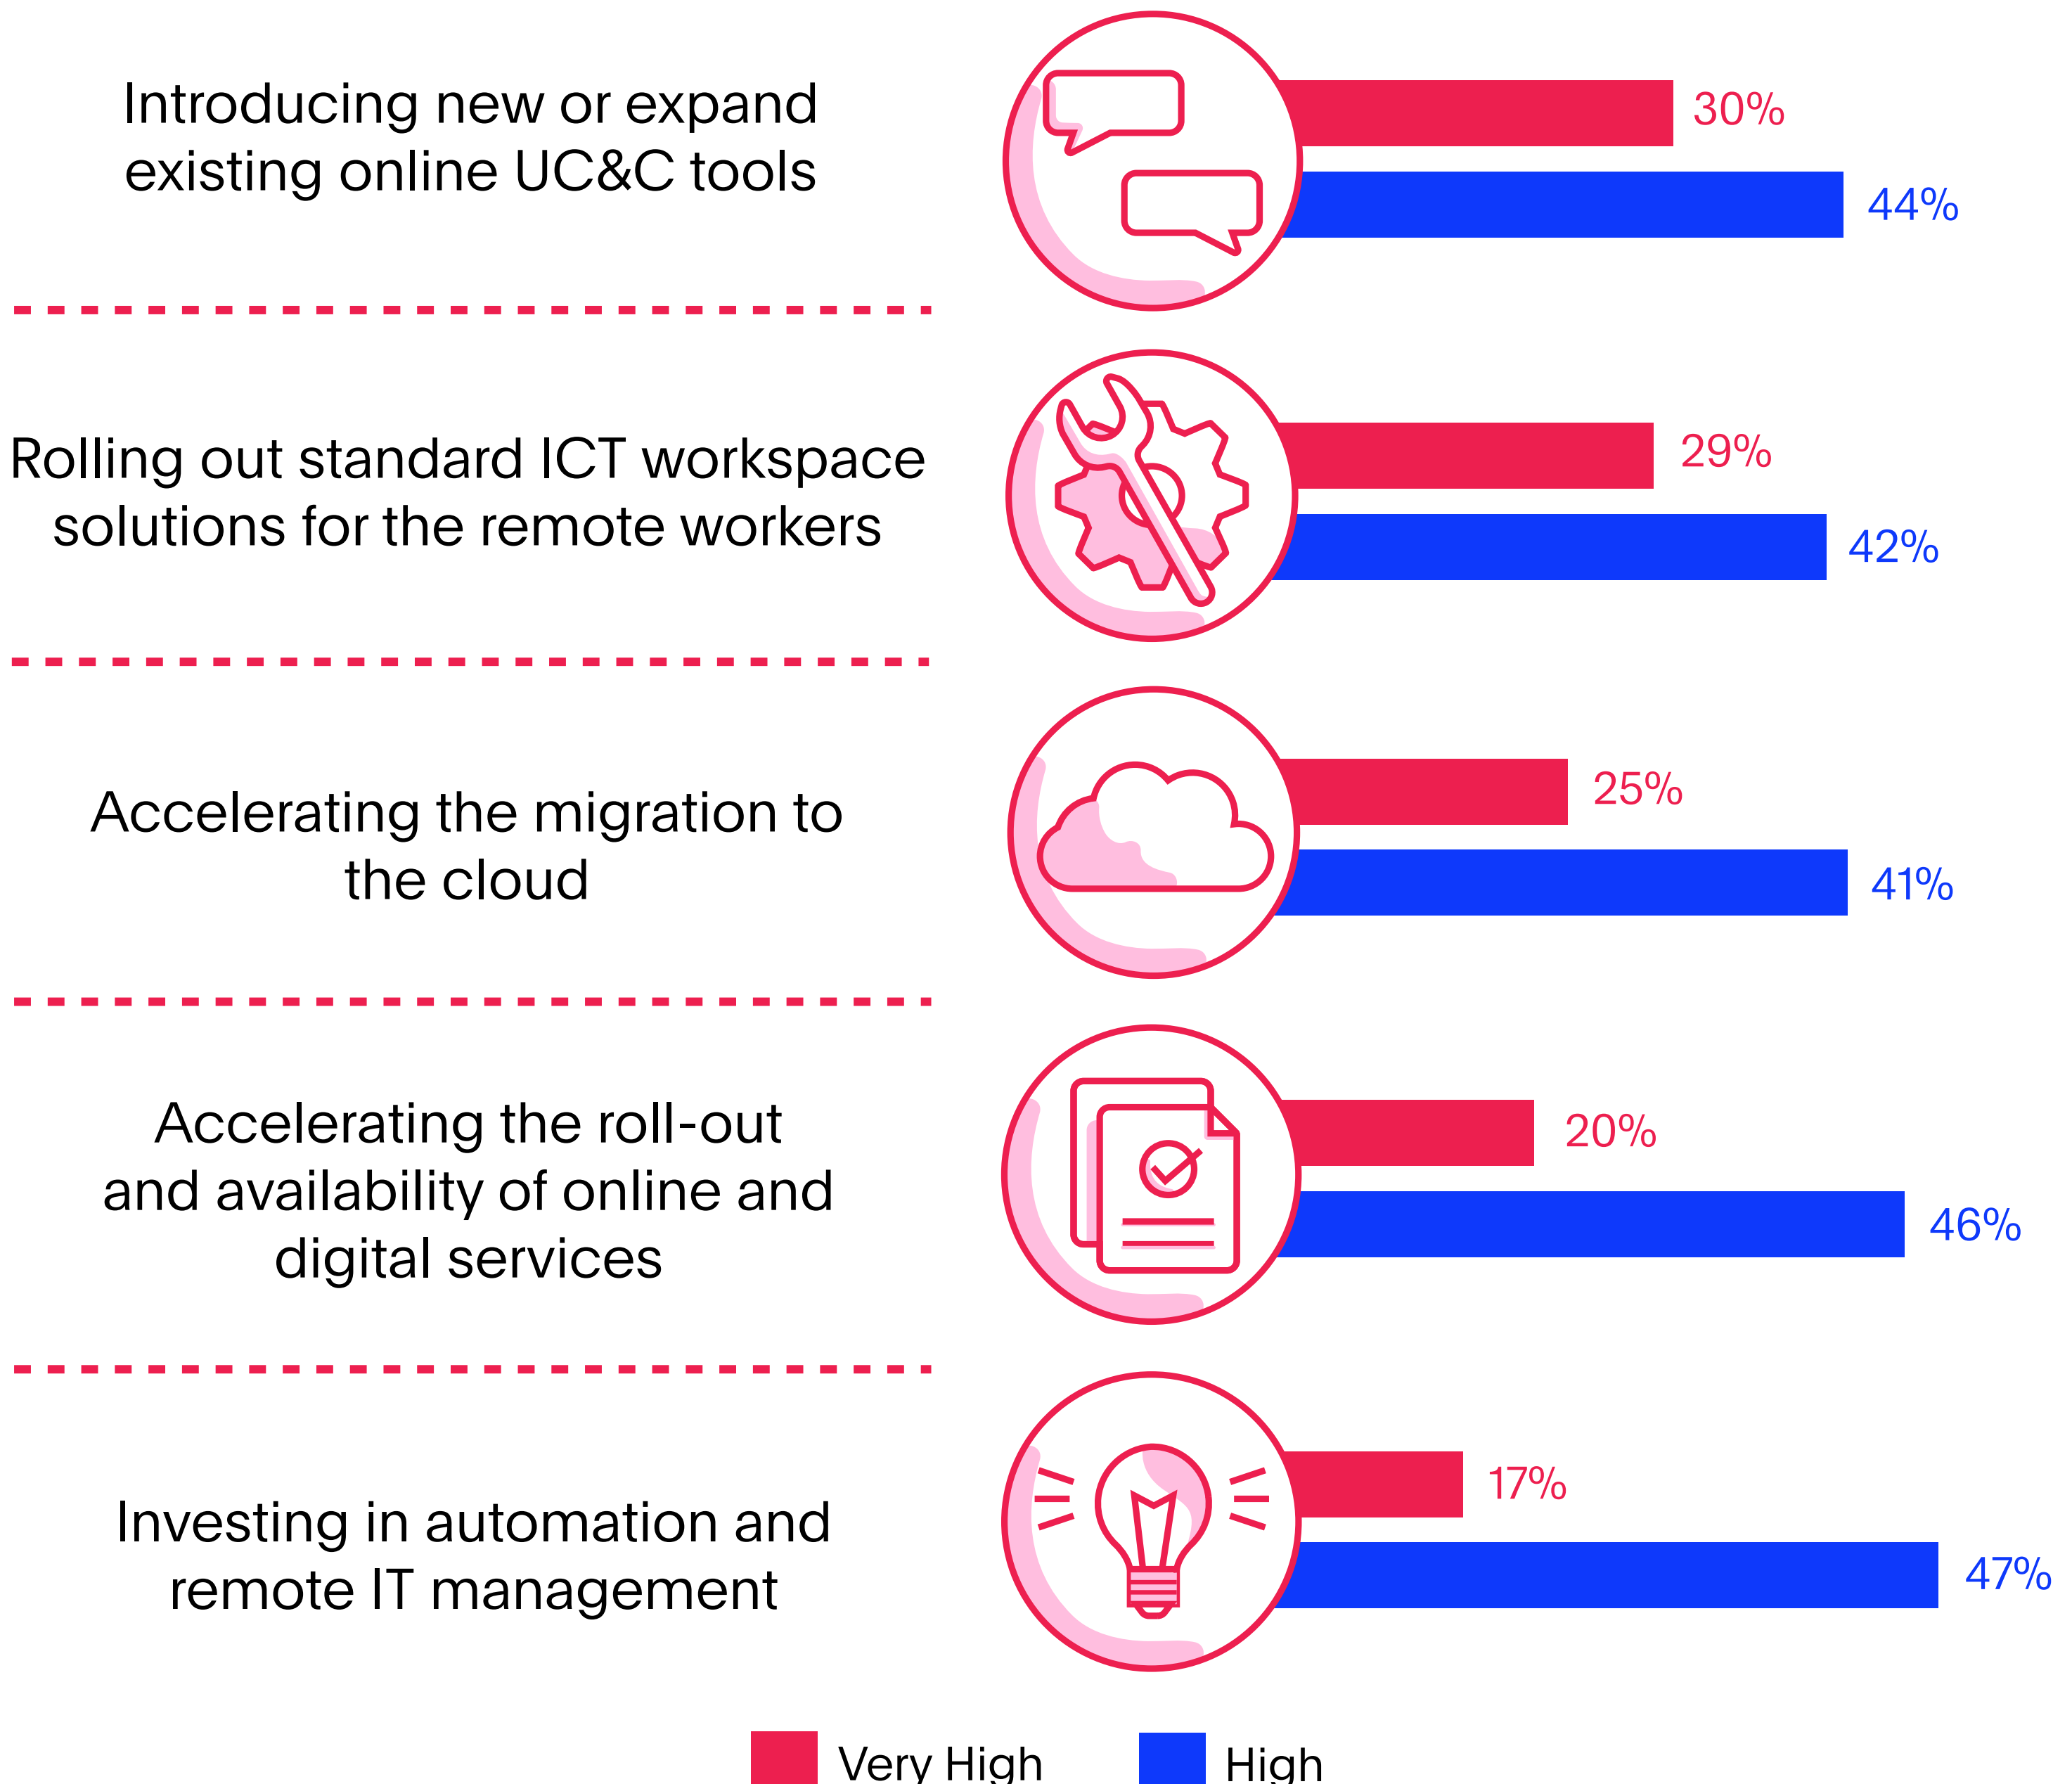 Introducing new or expand
existing online UC&C tools
30%
44%
Rolling out standard ICT workspace
solutions for the remote workers
29%
42%
Accelerating the migration to
the cloud
25%
41%
Accelerating the roll-out
and availability of online and
digital services
20%
46%
Investing in automation and
remote IT management
17%
47%
Very High
High